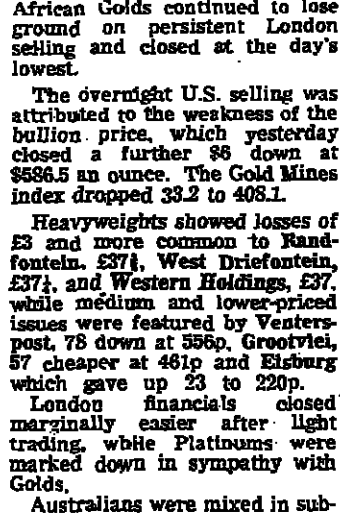 African Golds continued to lose
ground on persistent London
selling and closed at the day's
lowest.
The overnight U.S. selling was
attributed to the weakness of the
bullion price, which yesterday
closed a further $6 down at
$586.5 an ounce. The Gold Mines
index dropped 33.2 to 408.1.
Heavyweights showed losses of
£3 and more common to Rand-
fontein, West Driefontein,
and Western Holdings, £37,
while medium and lower-priced
issues were featured by Venters-
post, 78 down at 556p, Grootvlei,
57 cheaper at 461p and Elsburg
which gave up 23 to 220p.
London financials closed
marginally easier after light
trading, while Platinums were
marked down in sympathy with
Golds.
Australians were mixed in sub-